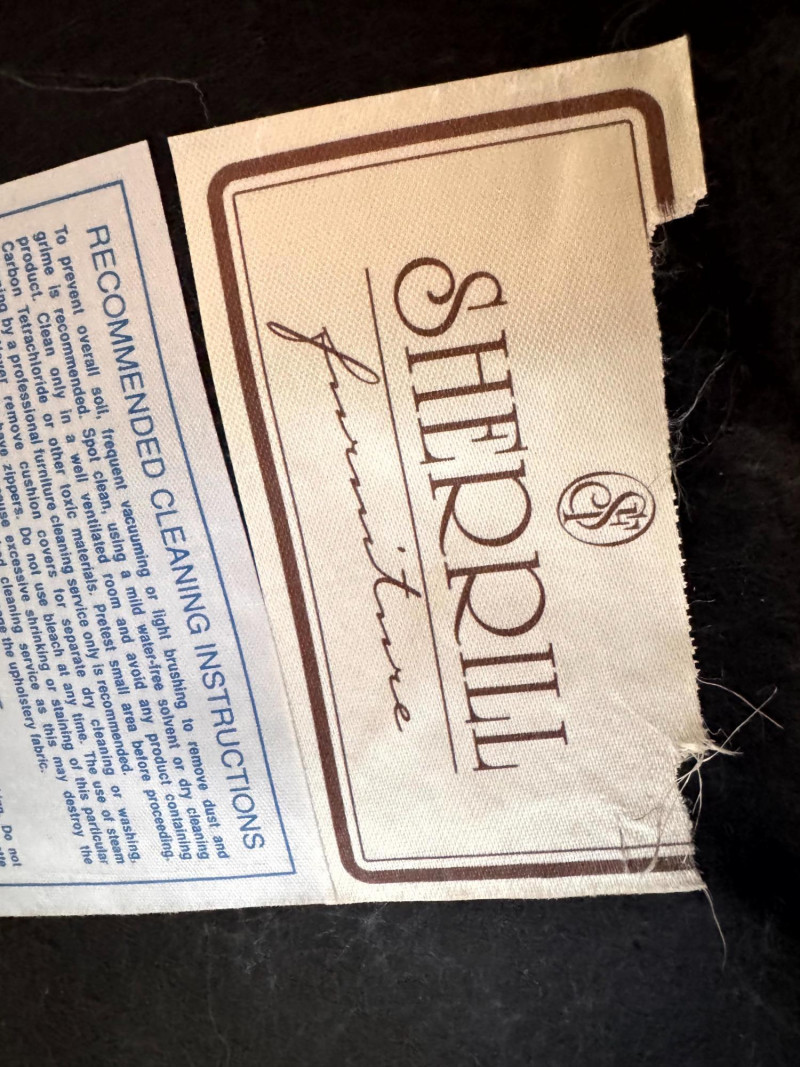 SF
SHERRILL
furniture
RECOMMENDED CLEANING INSTRUCTIONS
To prevent overall soil, frequent vacuuming or light brushing to remove dust and
grime is recommended. Spot clean, using a mild water-free solvent or dry cleaning
product. Clean only in a well ventilated room and avoid any product containing
Carbon Tetrachloride or other toxic materials. Pretest small area before proceeding.
by a professional furniture cleaning service only is recommended.
Never remove cushion covers for separate dry cleaning or washing.
have zippers. Do not use bleach at any time. The use of steam
excessive shrinking or staining of this particular
cleaning service as this may destroy the
the upholstery fabric.
Do not